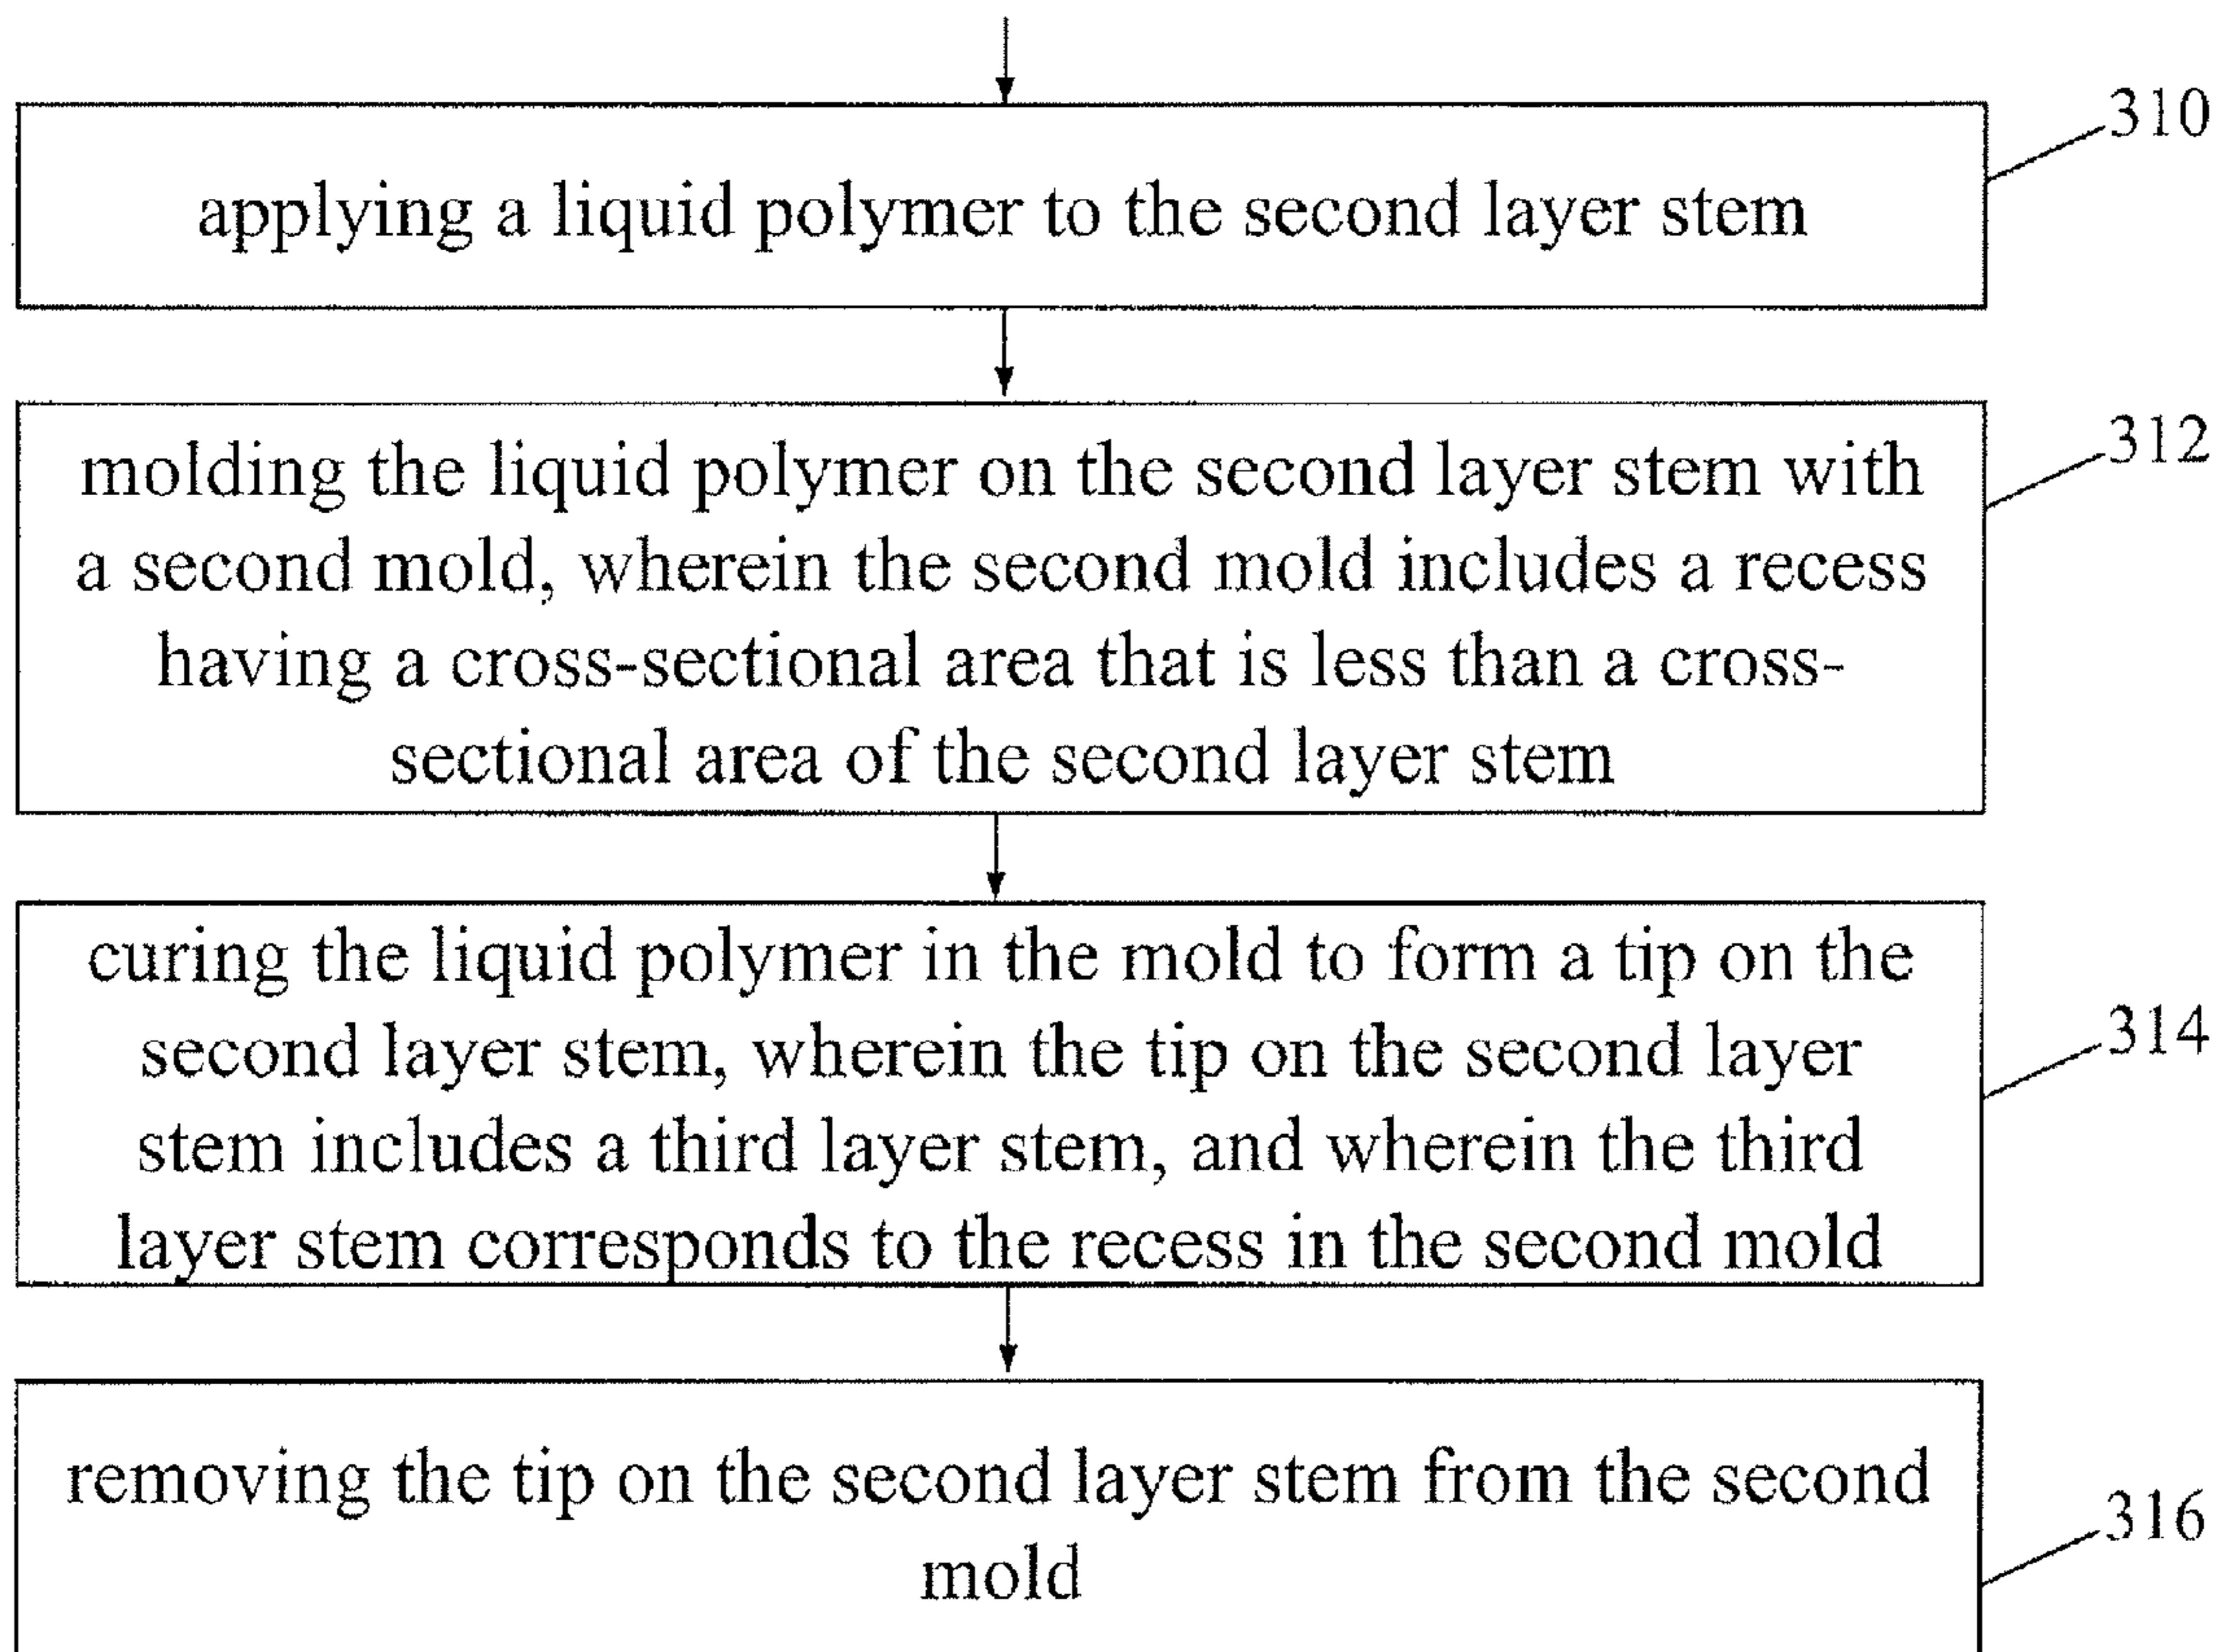 310
applying a liquid polymer to the second layer stem
312
molding the liquid polymer on the second layer stem with
a second mold, wherein the second mold includes a recess
having a cross-sectional area that is less than a cross-
sectional area of the second layer stem
curing the liquid polymer in the mold to form a tip on the
second layer stem, wherein the tip on the second layer
314
stem includes a third layer stem, and wherein the third
layer stem corresponds to the recess in the second mold
removing the tip on the second layer stem from the second
316
mold